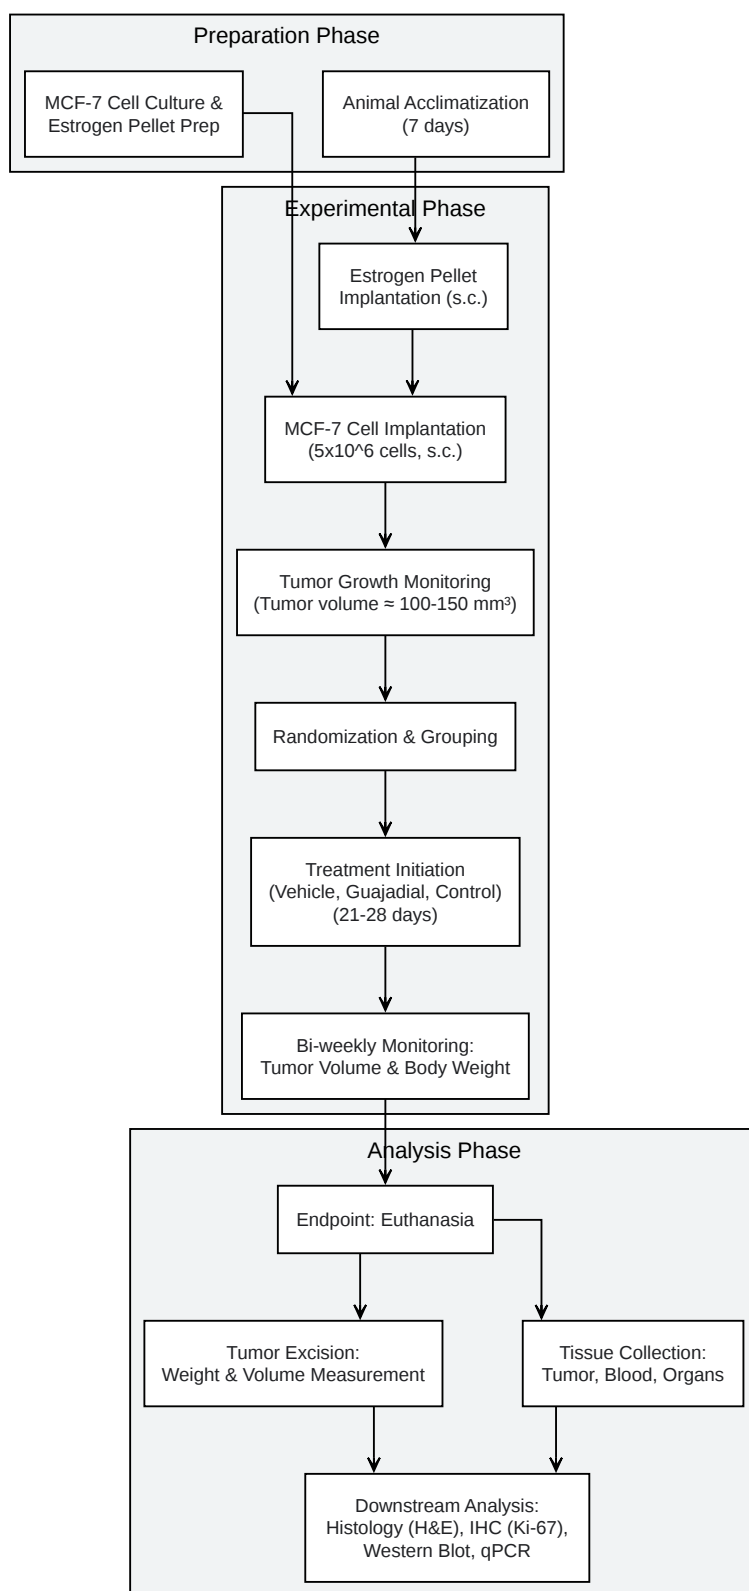 Preparation Phase
MCF-7 Cell Culture &
Estrogen Pellet Prep
Animal Acclimatization
(7 days)
Experimental Phase
Estrogen Pellet
Implantation (s.c.)
MCF-7 Cell Implantation
(5x10^6 cells, s.c.)
Tumor Growth Monitoring
(Tumor volume ≈ 100-150 mm³)
Randomization & Grouping
Treatment Initiation
(Vehicle, Guajadial, Control)
(21-28 days)
Bi-weekly Monitoring:
Tumor Volume & Body Weight
Analysis Phase
Endpoint: Euthanasia
Tumor Excision:
Weight & Volume Measurement
Tissue Collection:
Tumor, Blood, Organs
Downstream Analysis:
Histology (H&E), IHC (Ki-67),
Western Blot, qPCR